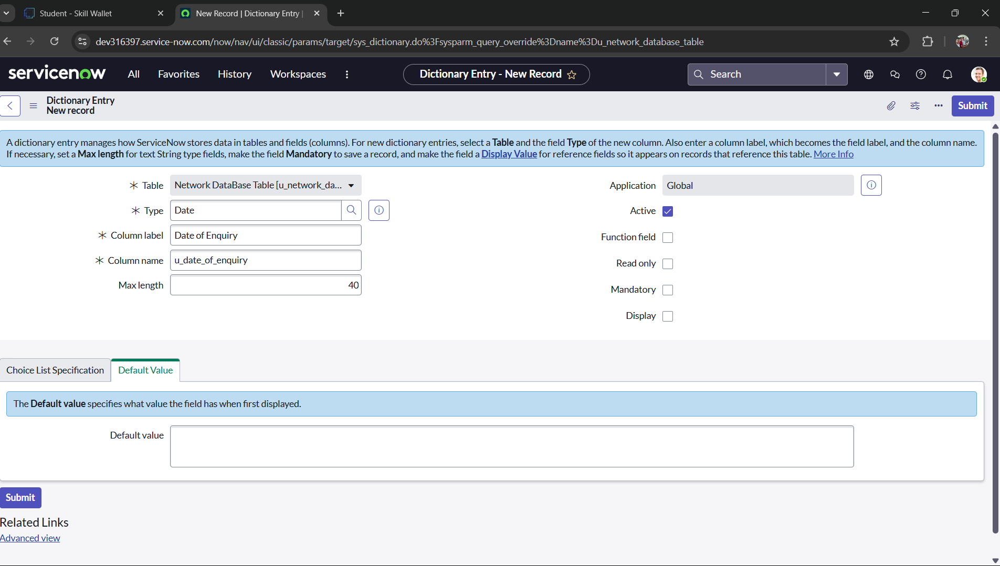 Student - Skill Wallet
New Record | Dictionary Entry |
dev316397.service-now.com/now/nav/ui/classic/params/target/sys_dictionary.do%3Fsysparm_query_override%3Dname%3Du_network_database_table
servicenow
All
Favorites
History
Workspaces
Dictionary Entry - New Record
Search
Dictionary Entry
New record
Submit
A dictionary entry manages how ServiceNow stores data in tables and fields (columns). For new dictionary entries, select a Table and the field Type of the new column. Also enter a column label, which becomes the field label, and the column name.
If necessary, set a Max length for text String type fields, make the field Mandatory to save a record, and make the field a Display Value for reference fields so it appears on records that reference this table. More Info
Table
Network DataBase Table [u_network_da...
Type
Date
Column label
Date of Enquiry
Column name
u_date_of_enquiry
Max length
40
Application
Global
Active
Function field
Read only
Mandatory
Display
Choice List Specification
Default Value
The Default value specifies what value the field has when first displayed.
Default value
Submit
Related Links
Advanced view